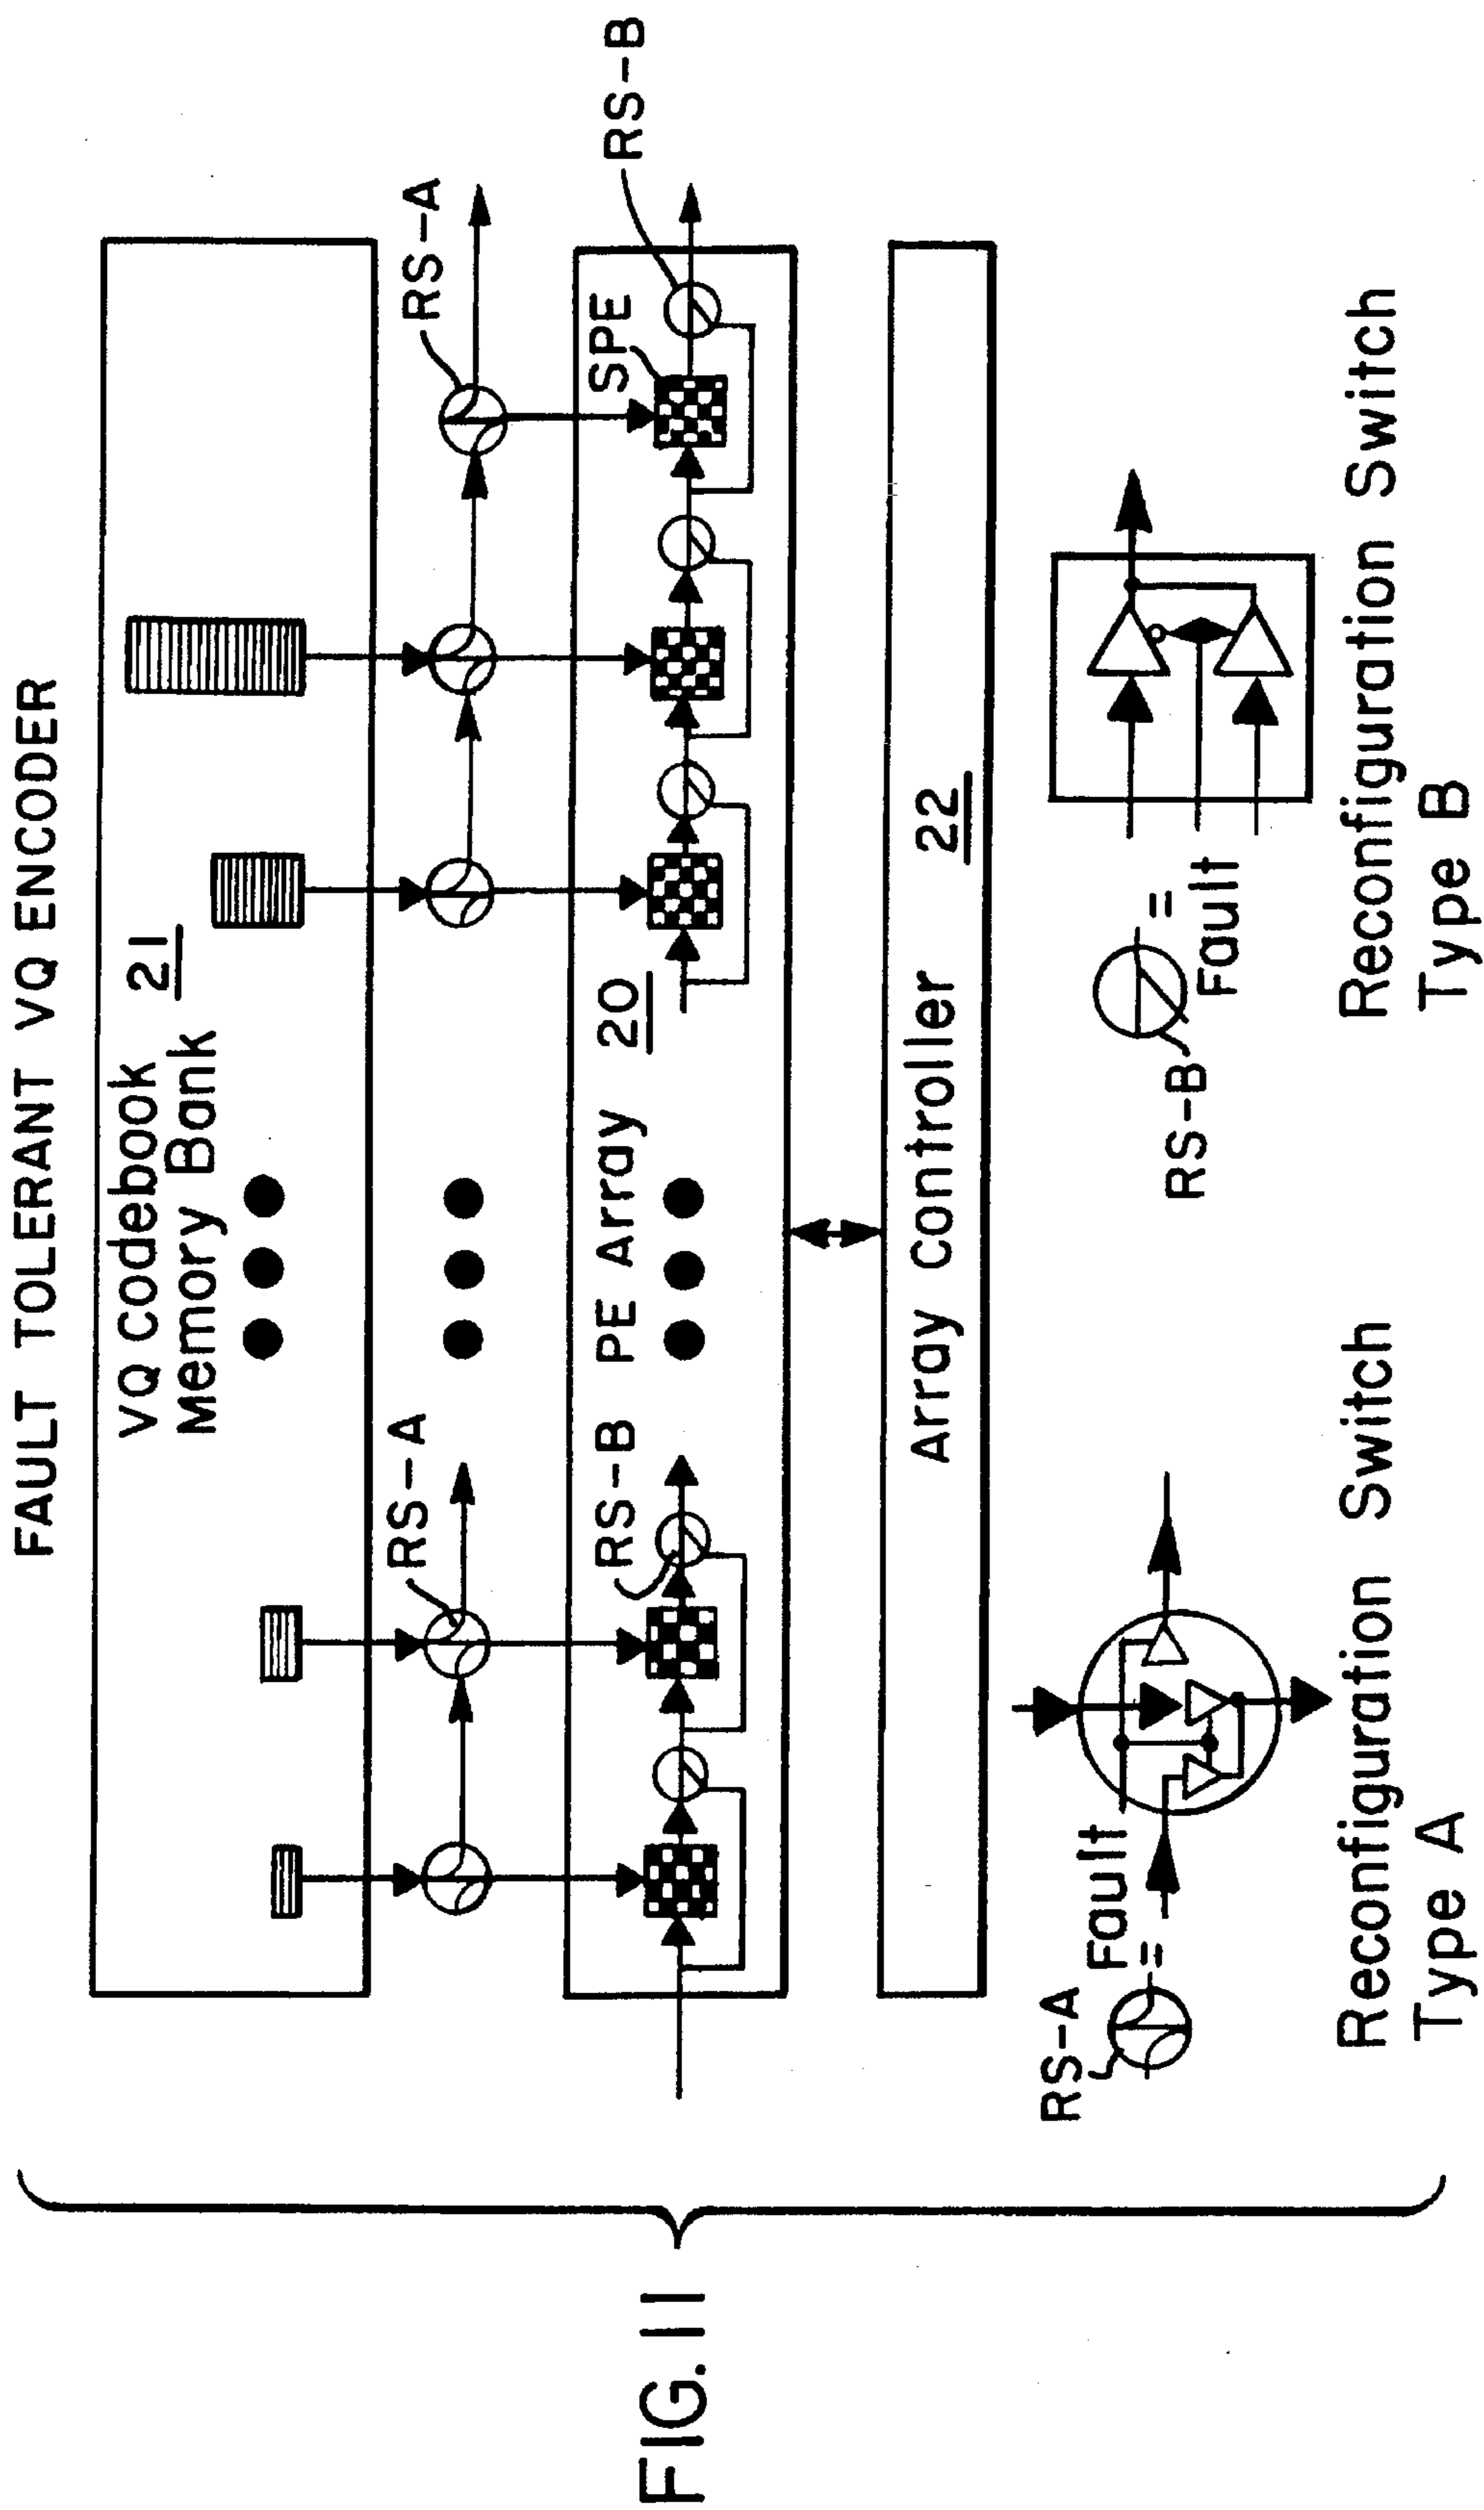 FAULT TOLERANT VQ ENCODER
VQ Codebook
Memory Bank
21
RS-A
RS-A
RS-B
PE Array
20
SPE
RS-B
Array Controller
22
RS-A
=
Fault
Reconfiguration Switch
Type A
RS-B
=
Fault
Reconfiguration Switch
Type B
FIG. 11